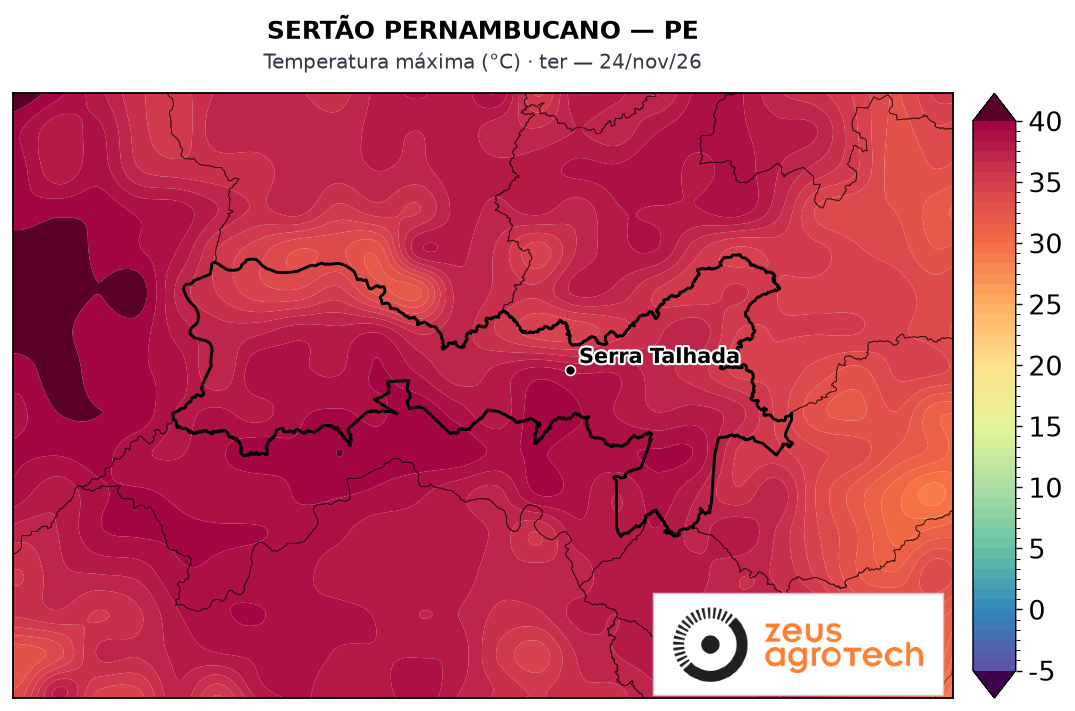 SERTÃO PERNAMBUCANO — PE
Temperatura máxima (°C) · ter — 24/nov/26
Serra Talhada
40
35
30
25
20
15
10
5
0
-5
zeus
agrotech